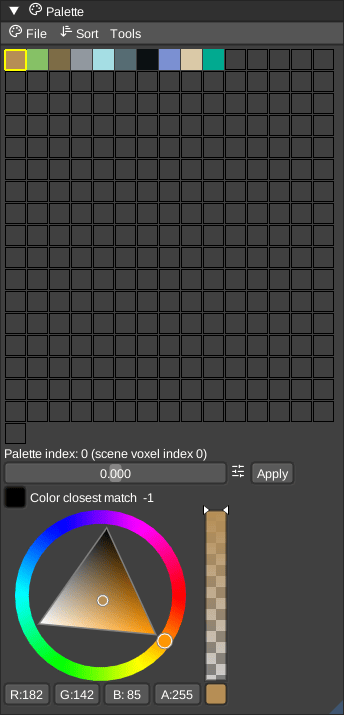 Palette
File Sort Tools
Palette index: 0 (scene voxel index 0)
0.000 Apply
Color closest match -1
R:182 G:142 B: 85 A:255